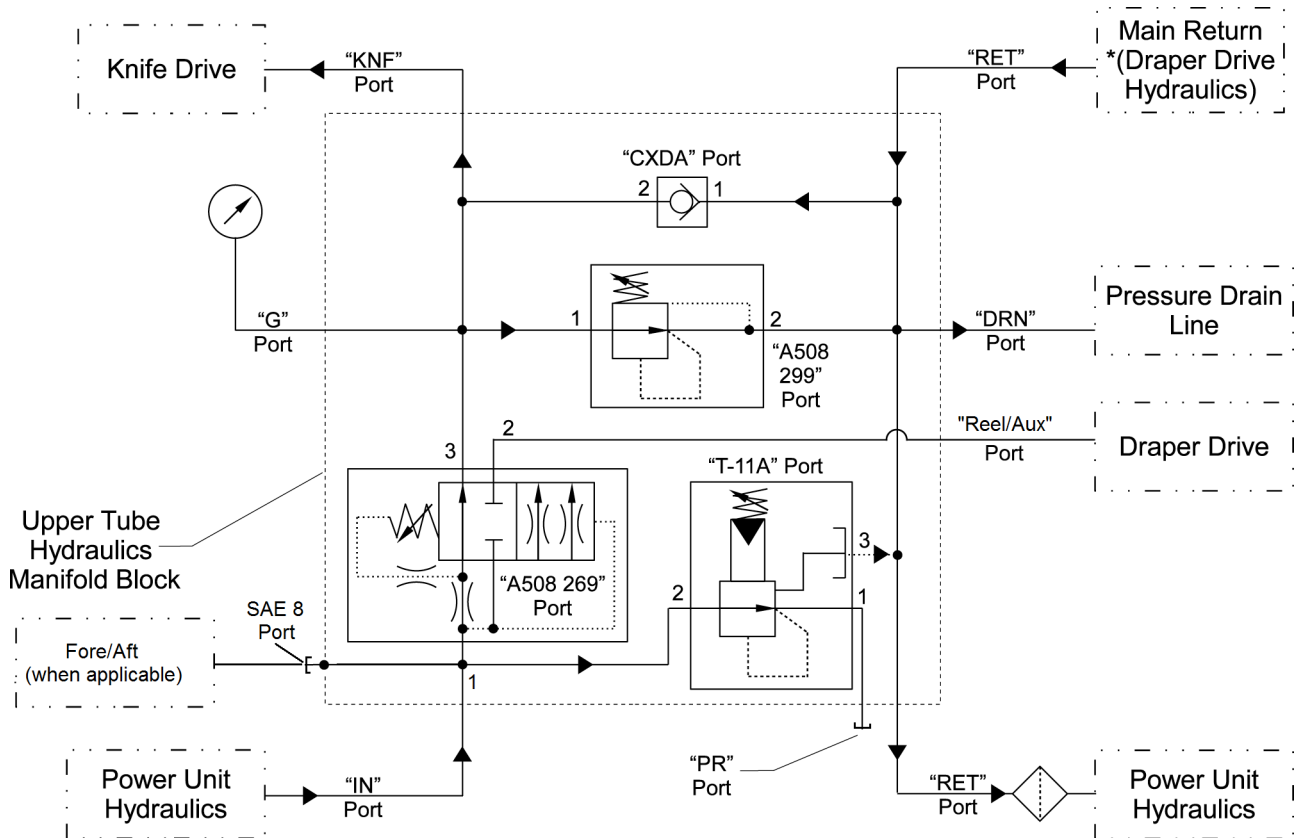 Knife Drive
“KNF”
Port
“RET”
Port
Main Return
*(Draper Drive
Hydraulics)
“CXDA” Port
2
1
“G”
Port
1
2
“A508
299”
Port
“DRN”
Port
Pressure Drain
Line
3
2
"Reel/Aux"
Port
Draper Drive
“T-11A” Port
Upper Tube
Hydraulics
Manifold Block
“A508 269”
Port
2
3
1
SAE 8
Port
Fore/Aft
(when applicable)
1
“PR”
Port
Power Unit
Hydraulics
“IN”
Port
“RET”
Port
Power Unit
Hydraulics